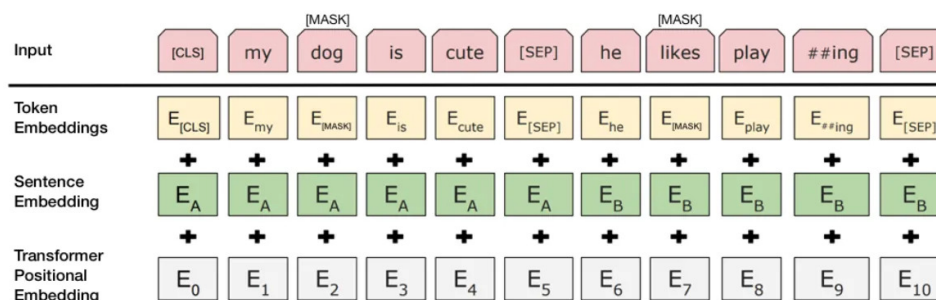 [MASK] [MASK]
Input [CLS] my dog is cute [SEP] he likes play ##ing [SEP]
Token
Embeddings E[CLS] Emy E[MASK] Eis Ecute E[SEP] Ehe E[MASK] Eplay E##ing E[SEP]
+ + + + + + + + + + +
Sentence
Embedding EA EA EA EA EA EA EB EB EB EB EB
+ + + + + + + + + + +
Transformer
Positional
Embedding E0 E1 E2 E3 E4 E5 E6 E7 E8 E9 E10